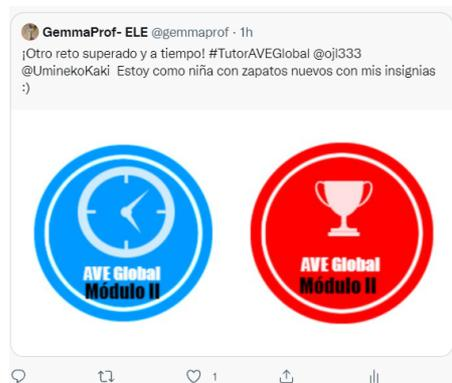 GemmaProf- ELE @gemmaprof · 1h
¡Otro reto superado y a tiempo! #TutorAVEGlobal @ojl333
@UminekoKaki Estoy como niña con zapatos nuevos con mis insignias
:)
AVE Global
Módulo II
AVE Global
Módulo II
1